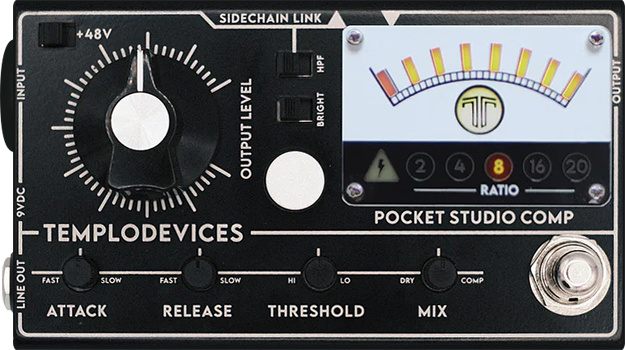 SIDECHAIN LINK
+48V
INPUT
HPF
BRIGHT
OUTPUT LEVEL
OUTPUT
2 4 8 16 20
RATIO
9VDC
POCKET STUDIO COMP
TEMPLODEVICES
LINE OUT
FAST SLOW FAST SLOW HI LO DRY COMP
ATTACK RELEASE THRESHOLD MIX